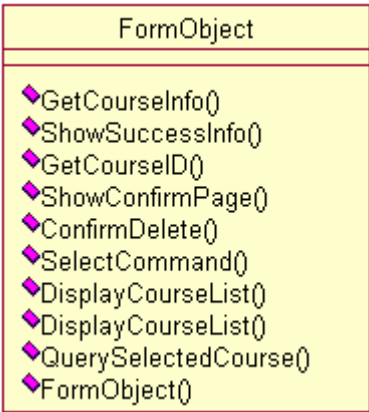 FormObject
GetCourseInfo()
ShowSuccessInfo()
GetCourseID()
ShowConfirmPage()
ConfirmDelete()
SelectCommand()
DisplayCourseList()
DisplayCourseList()
QuerySelectedCourse()
FormObject()